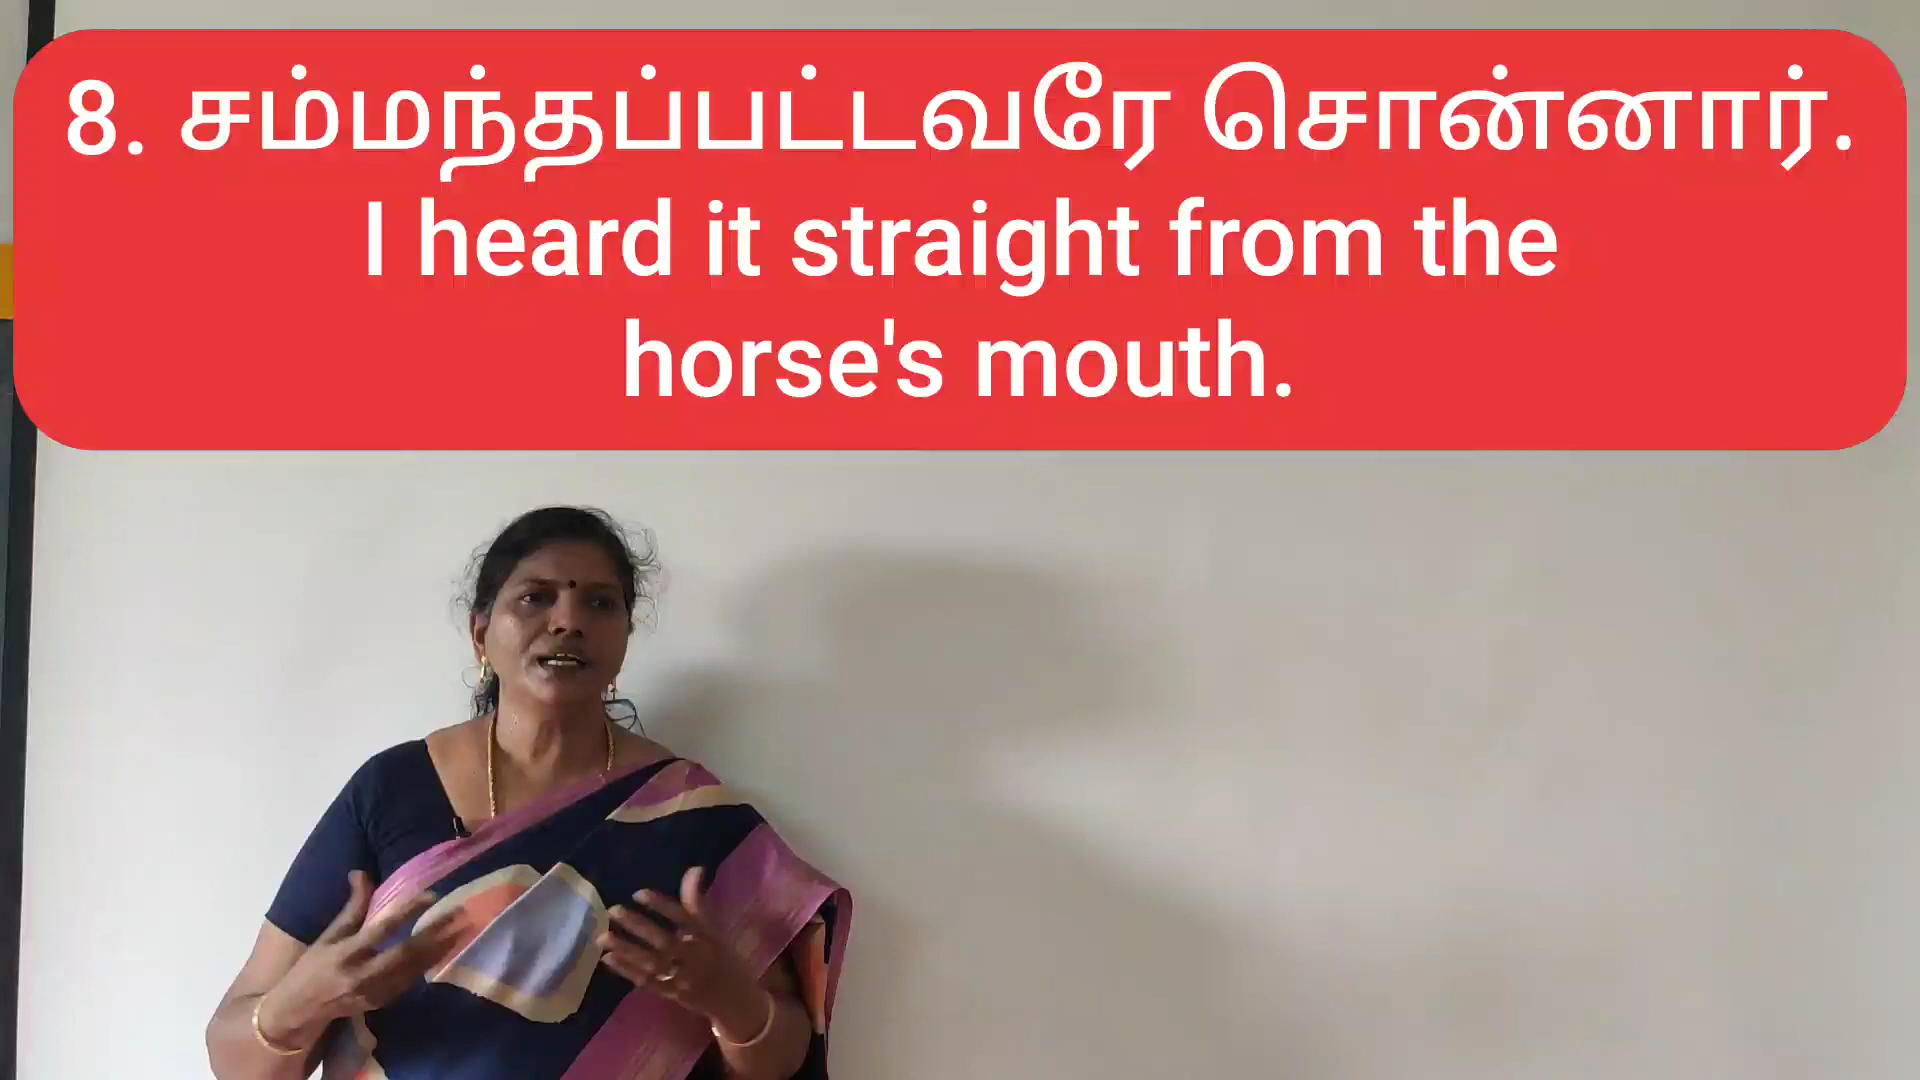 8. சம்மந்தப்பட்டவரே சொன்னார்.
I heard it straight from the
horse's mouth.